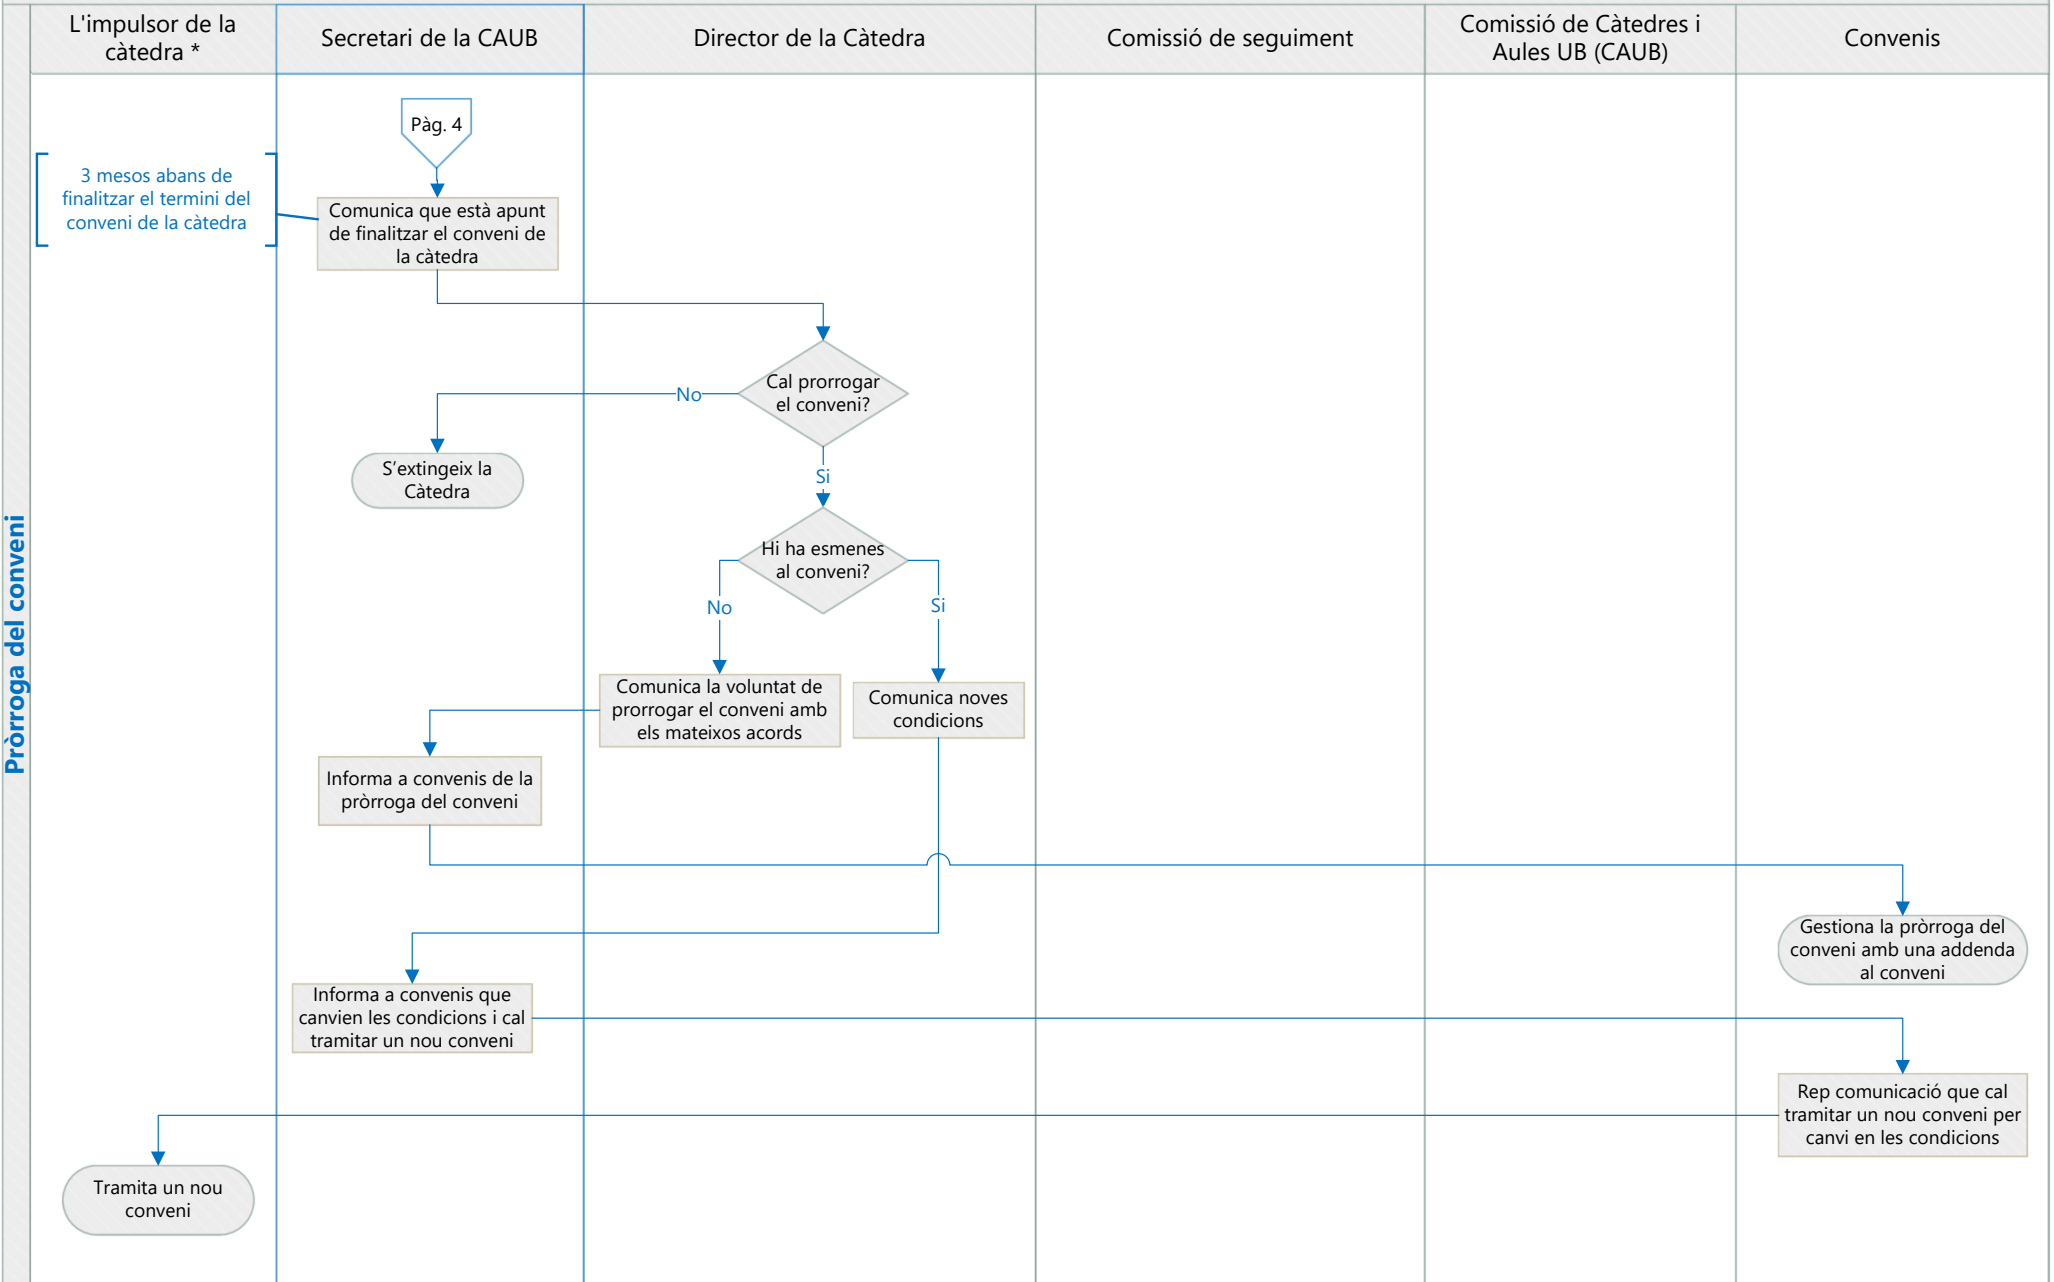 L'impulsor de la
càtedra *
Secretari de la CAUB
Director de la Càtedra
Comissió de seguiment
Comissió de Càtedres i
Aules UB (CAUB)
Convenis
Pròrroga del conveni
Pàg. 4
3 mesos abans de
finalitzar el termini del
conveni de la càtedra
Comunica que està apunt
de finalitzar el conveni de
la càtedra
Cal prorrogar
el conveni?
No
S'extingeix la
Càtedra
Si
Hi ha esmenes
al conveni?
No
Si
Comunica la voluntat de
prorrogar el conveni amb
els mateixos acords
Comunica noves
condicions
Informa a convenis de la
pròrroga del conveni
Gestiona la pròrroga del
conveni amb una addenda
al conveni
Informa a convenis que
canvien les condicions i cal
tramitar un nou conveni
Rep comunicació que cal
tramitar un nou conveni per
canvi en les condicions
Tramita un nou
conveni